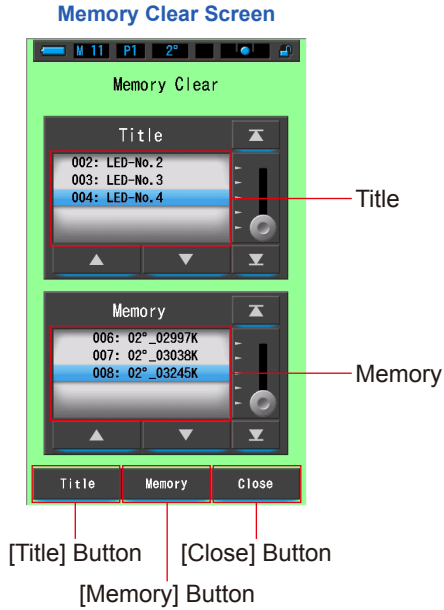 Memory Clear Screen
M 11 P1 2°
Memory Clear
Title
002: LED-No.2
003: LED-No.3
004: LED-No.4
Title
Memory
006: 02°_02997K
007: 02°_03038K
008: 02°_03245K
Memory
Title Memory Close
[Title] Button [Close] Button
[Memory] Button